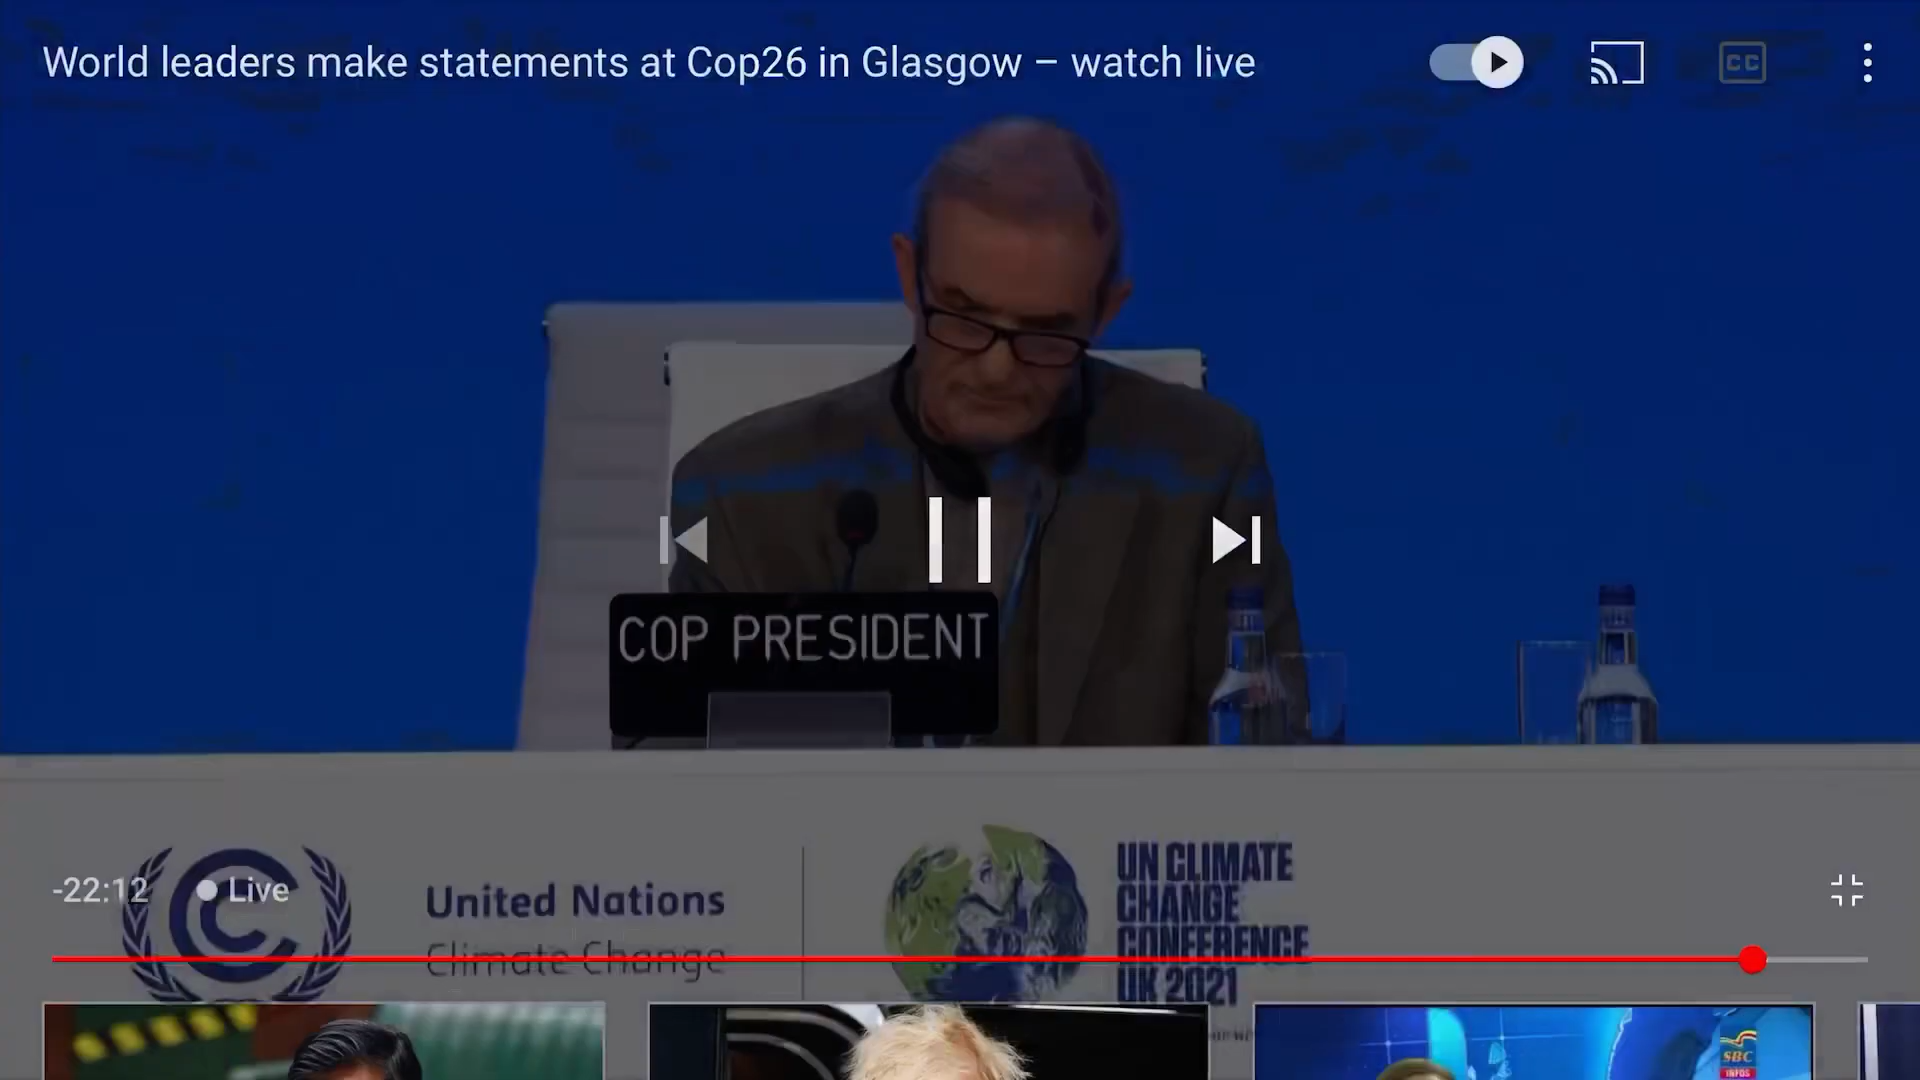 World leaders make statements at Cop26 in Glasgow – watch live
CC
COP PRESIDENT
-22:12
Live
United Nations
Climate Change
UN CLIMATE
CHANGE
CONFERENCE
UK 2021
SBC
INFOS